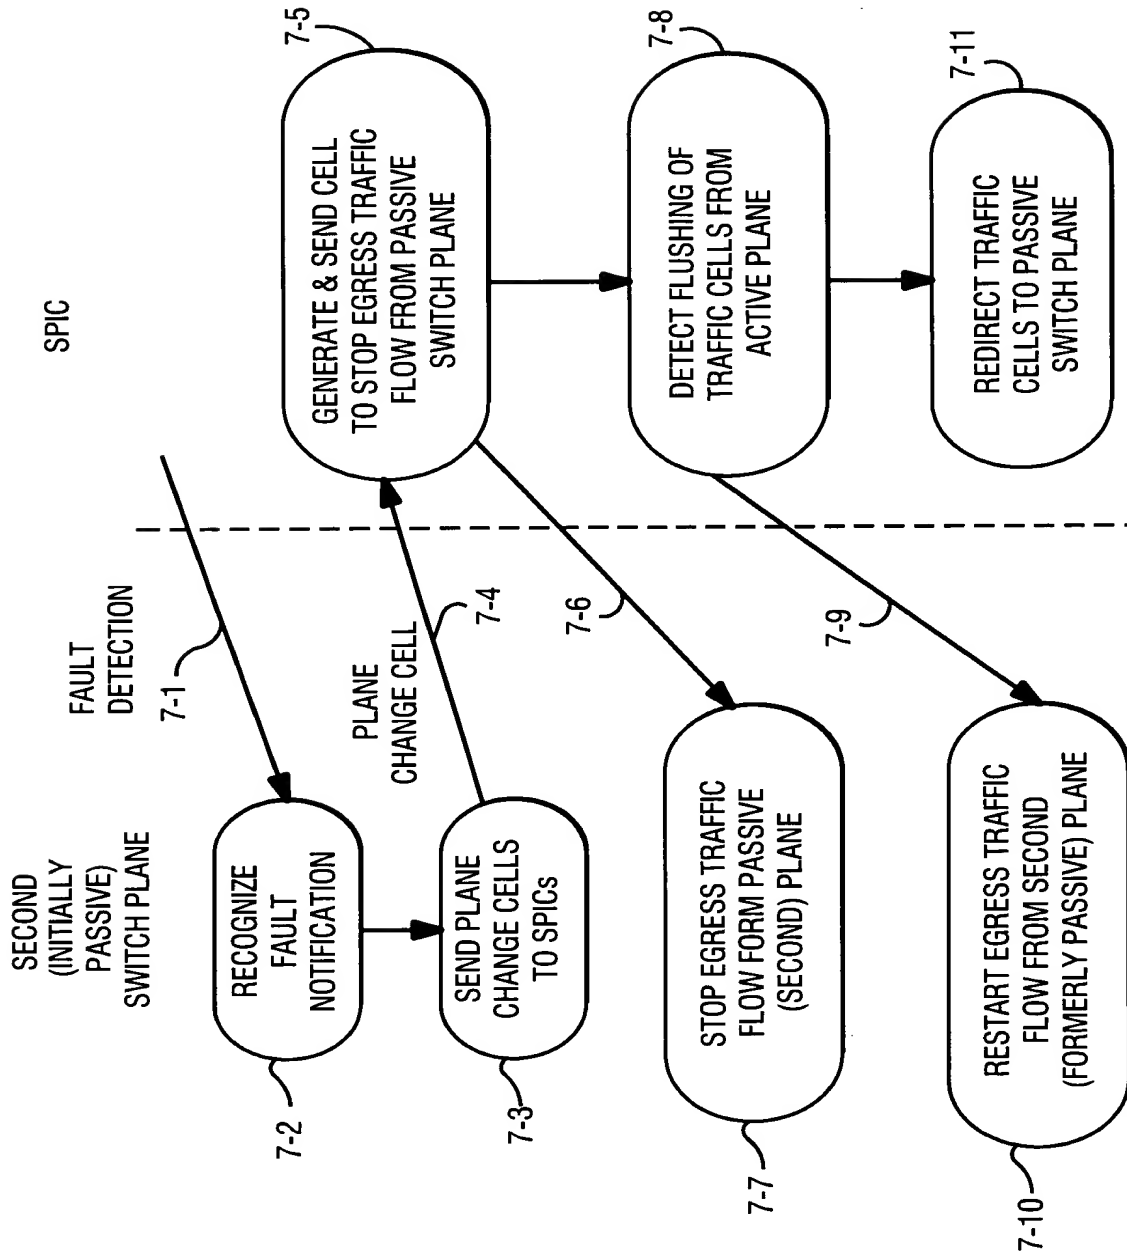 SECOND
(INITIALLY
PASSIVE)
SWITCH PLANE
FAULT
DETECTION
SPIC
7-1
RECOGNIZE
FAULT
NOTIFICATION
7-2
SEND PLANE
CHANGE CELLS
TO SPICs
7-3
PLANE
CHANGE CELL
7-4
GENERATE & SEND CELL
TO STOP EGRESS TRAFFIC
FLOW FROM PASSIVE
SWITCH PLANE
7-5
7-6
STOP EGRESS TRAFFIC
FLOW FORM PASSIVE
(SECOND) PLANE
7-7
DETECT FLUSHING OF
TRAFFIC CELLS FROM
ACTIVE PLANE
7-8
7-9
RESTART EGRESS TRAFFIC
FLOW FROM SECOND
(FORMERLY PASSIVE) PLANE
7-10
REDIRECT TRAFFIC
CELLS TO PASSIVE
SWITCH PLANE
7-11